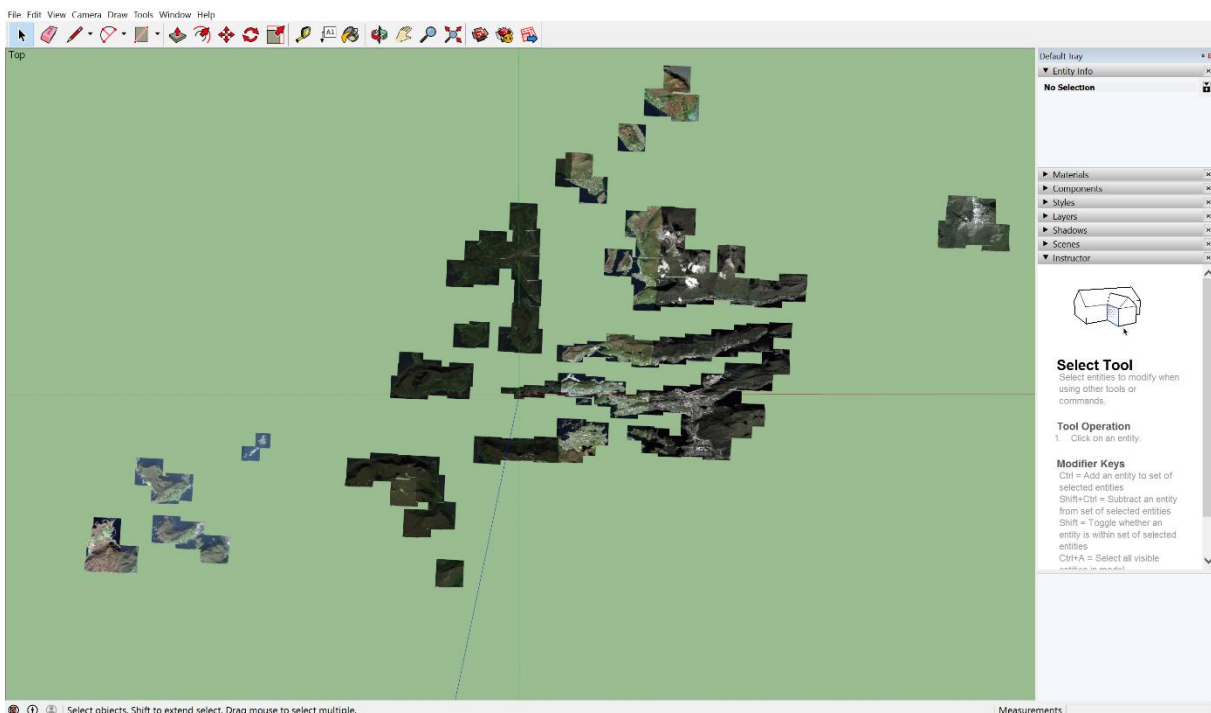 File Edit View Camera Draw Tools Window Help
A1
Top
Default Tray
Entity Info
No Selection
Materials
Components
Styles
Layers
Shadows
Scenes
Instructor
Select Tool
Select entities to modify when
using other tools or
commands.
Tool Operation
1. Click on an entity.
Modifier Keys
Ctrl = Add an entity to set of
selected entities
Shift+Ctrl = Subtract an entity
from set of selected entities
Shift = Toggle whether an
entity is within set of selected
entities
Ctrl+A = Select all visible
entities in model
Select objects. Shift to extend select. Drag mouse to select multiple.
Measurements